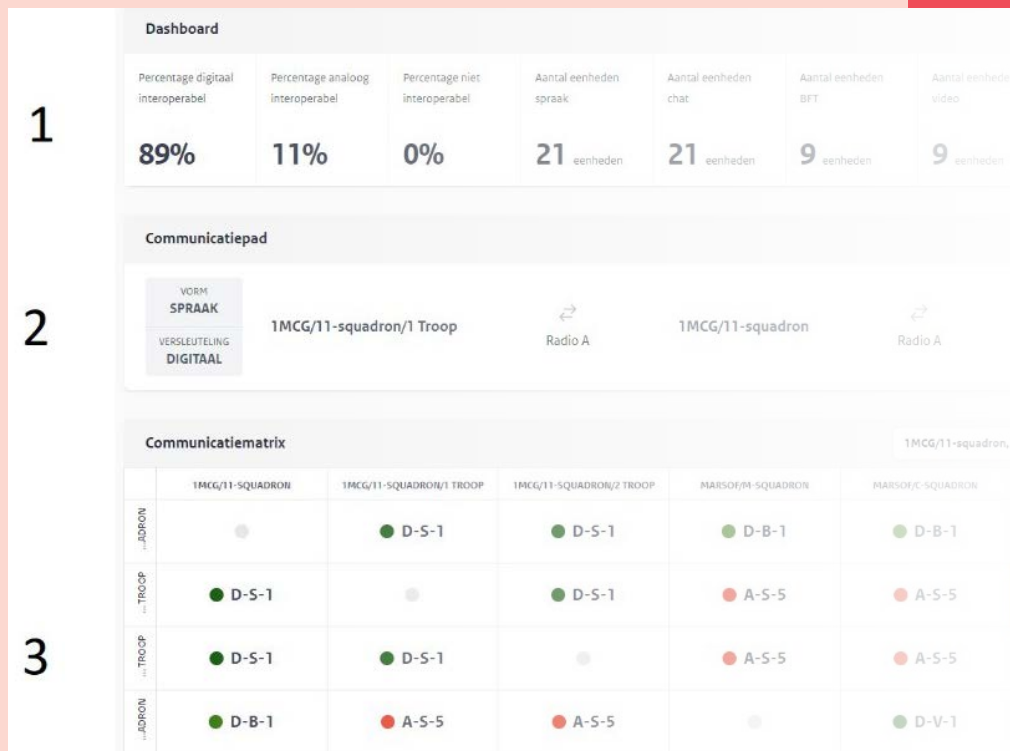 Dashboard
Percentage digitaal
interoperabel
89%
Percentage analoog
interoperabel
11%
Percentage niet
interoperabel
0%
Aantal eenheden
spraak
21 eenheden
Aantal eenheden
chat
21 eenheden
Aantal eenheden
BFT
9 eenheden
Aantal eenhede
video
9 eenheden
1
Communicatiepad
VORM
SPRAAK
VERSLEUTELING
DIGITAAL
1MCG/11-squadron/1 Troop
Radio A
1MCG/11-squadron
Radio A
2
Communicatiematrix
1MCG/11-squadron,
1MCG/11-SQUADRON 1MCG/11-SQUADRON/1 TROOP 1MCG/11-SQUADRON/2 TROOP MARSOF/M-SQUADRON MARSOF/C-SQUADRON
...ADRON D-S-1 D-S-1 D-B-1 D-B-1
...TROOP D-S-1 D-S-1 A-S-5 A-S-5
...TROOP D-S-1 D-S-1 A-S-5 A-S-5
...ADRON D-B-1 A-S-5 A-S-5 D-V-1
3